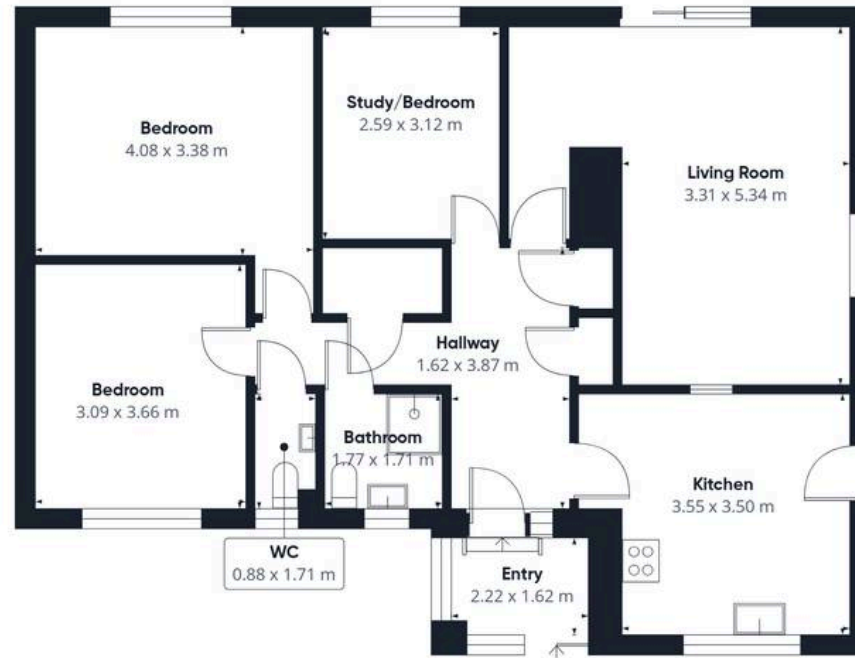 Bedroom
4.08 x 3.38 m
Study/Bedroom
2.59 x 3.12 m
Living Room
3.31 x 5.34 m
Bedroom
3.09 x 3.66 m
Hallway
1.62 x 3.87 m
Bathroom
1.77 x 1.71 m
Kitchen
3.55 x 3.50 m
WC
0.88 x 1.71 m
Entry
2.22 x 1.62 m